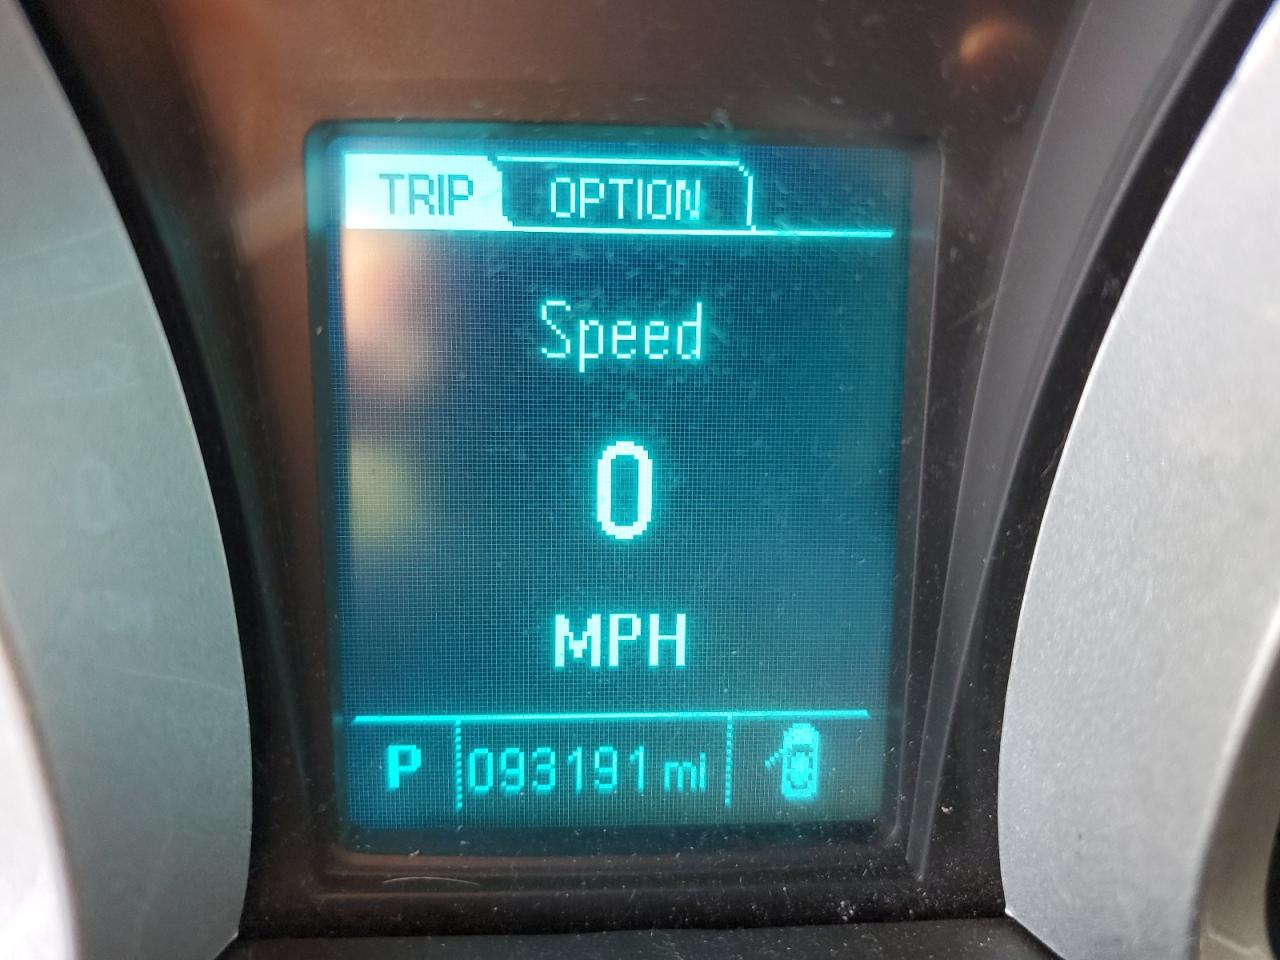 TRIP OPTION
Speed
0
MPH
P 093191 mi